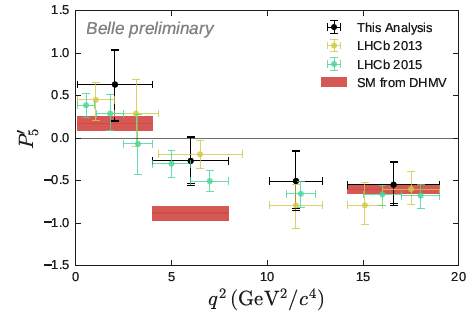 Belle preliminary
This Analysis
LHCb 2013
LHCb 2015
SM from DHMV
1.5
1.0
0.5
0.0
−0.5
−1.0
−1.5
P′₅
0 5 10 15 20
q² (GeV²/c⁴)